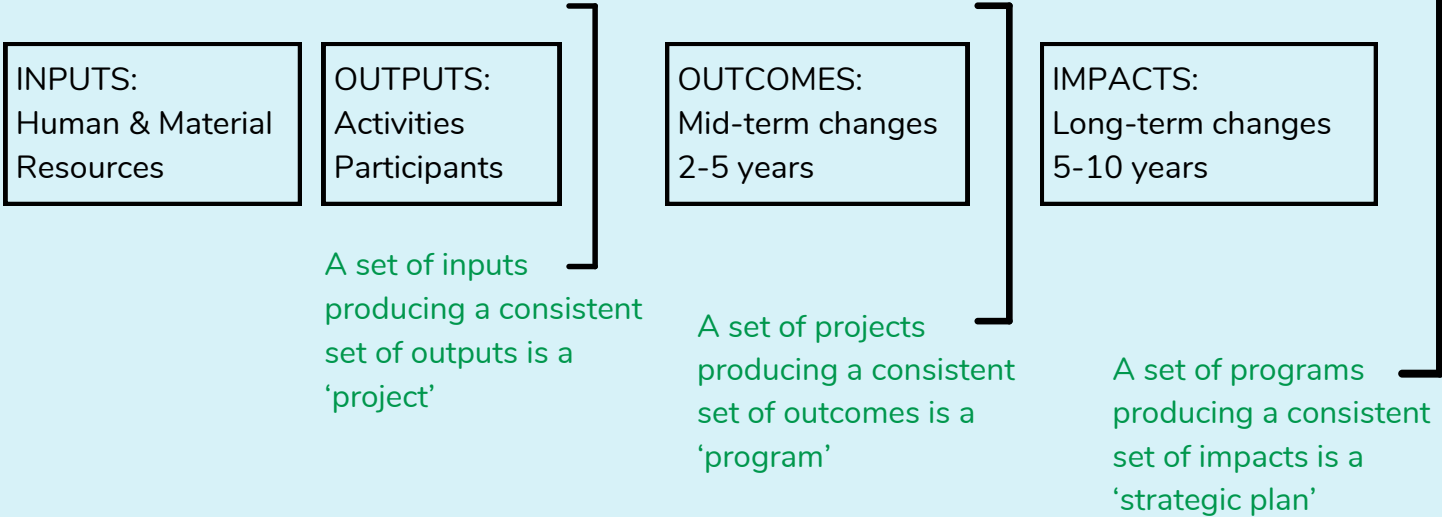 INPUTS:
Human & Material
Resources
OUTPUTS:
Activities
Participants
OUTCOMES:
Mid-term changes
2-5 years
IMPACTS:
Long-term changes
5-10 years
A set of inputs
producing a consistent
set of outputs is a
‘project’
A set of projects
producing a consistent
set of outcomes is a
‘program’
A set of programs
producing a consistent
set of impacts is a
‘strategic plan’